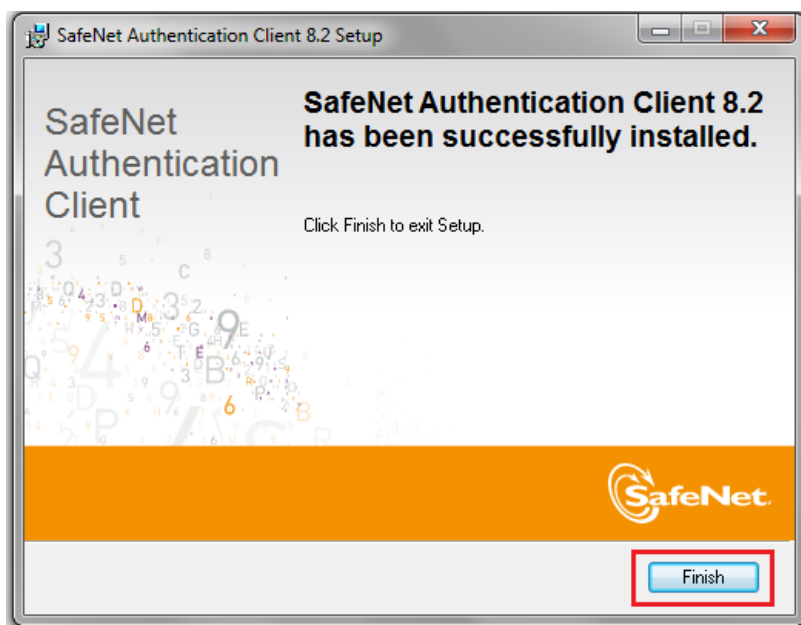 SafeNet Authentication Client 8.2 Setup
SafeNet
Authentication
Client
SafeNet Authentication Client 8.2
has been successfully installed.
Click Finish to exit Setup.
SafeNet.
Finish